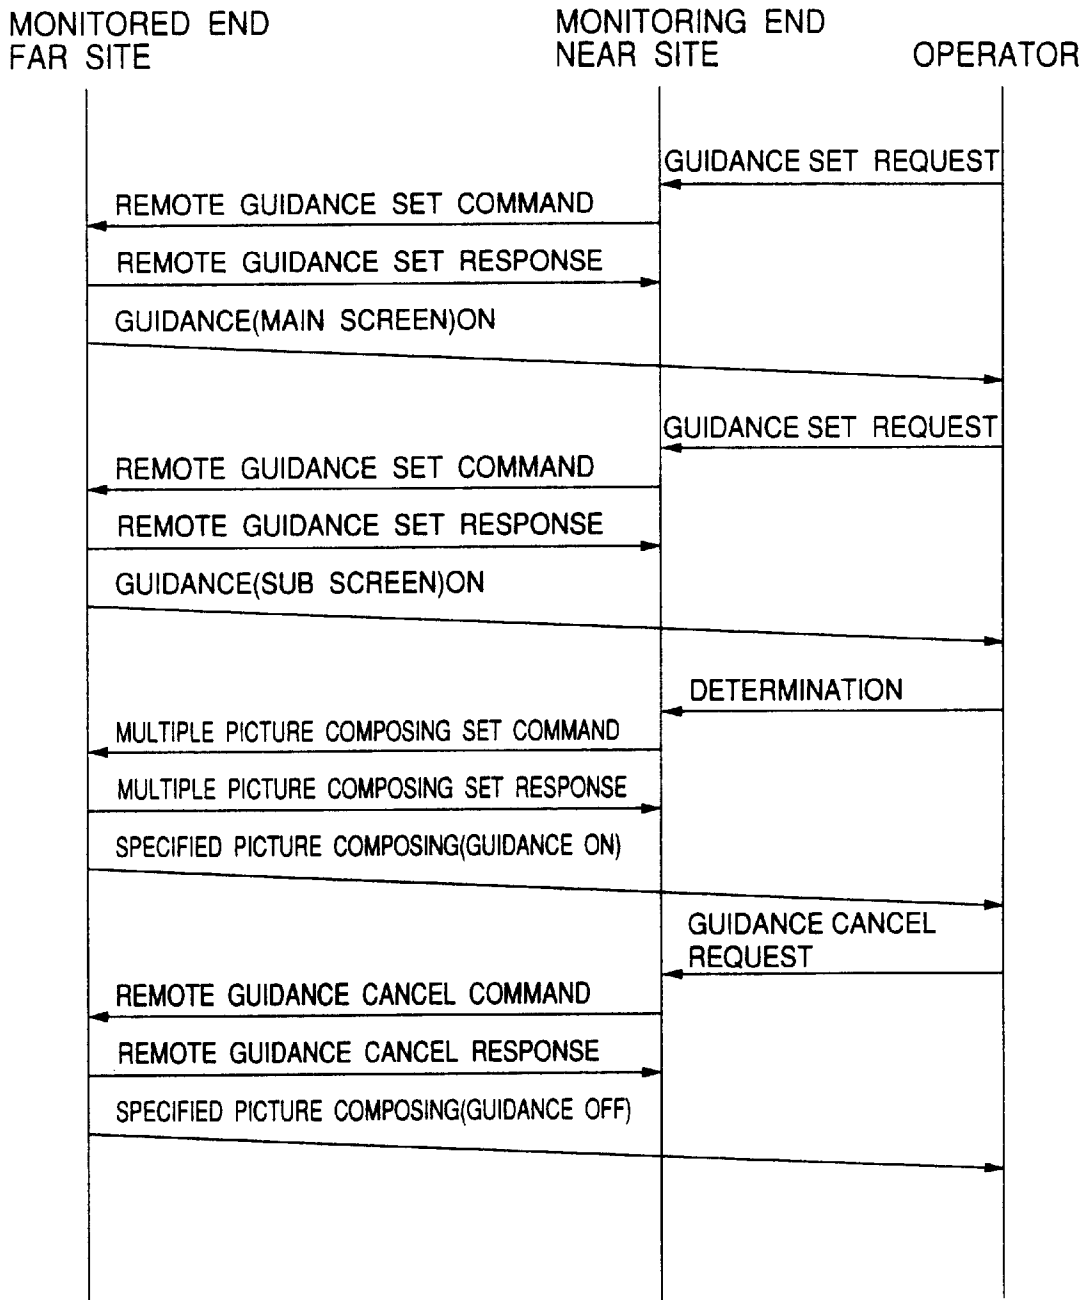 MONITORED END
FAR SITE
MONITORING END
NEAR SITE
OPERATOR
GUIDANCE SET REQUEST
REMOTE GUIDANCE SET COMMAND
REMOTE GUIDANCE SET RESPONSE
GUIDANCE(MAIN SCREEN)ON
GUIDANCE SET REQUEST
REMOTE GUIDANCE SET COMMAND
REMOTE GUIDANCE SET RESPONSE
GUIDANCE(SUB SCREEN)ON
DETERMINATION
MULTIPLE PICTURE COMPOSING SET COMMAND
MULTIPLE PICTURE COMPOSING SET RESPONSE
SPECIFIED PICTURE COMPOSING(GUIDANCE ON)
GUIDANCE CANCEL
REQUEST
REMOTE GUIDANCE CANCEL COMMAND
REMOTE GUIDANCE CANCEL RESPONSE
SPECIFIED PICTURE COMPOSING(GUIDANCE OFF)